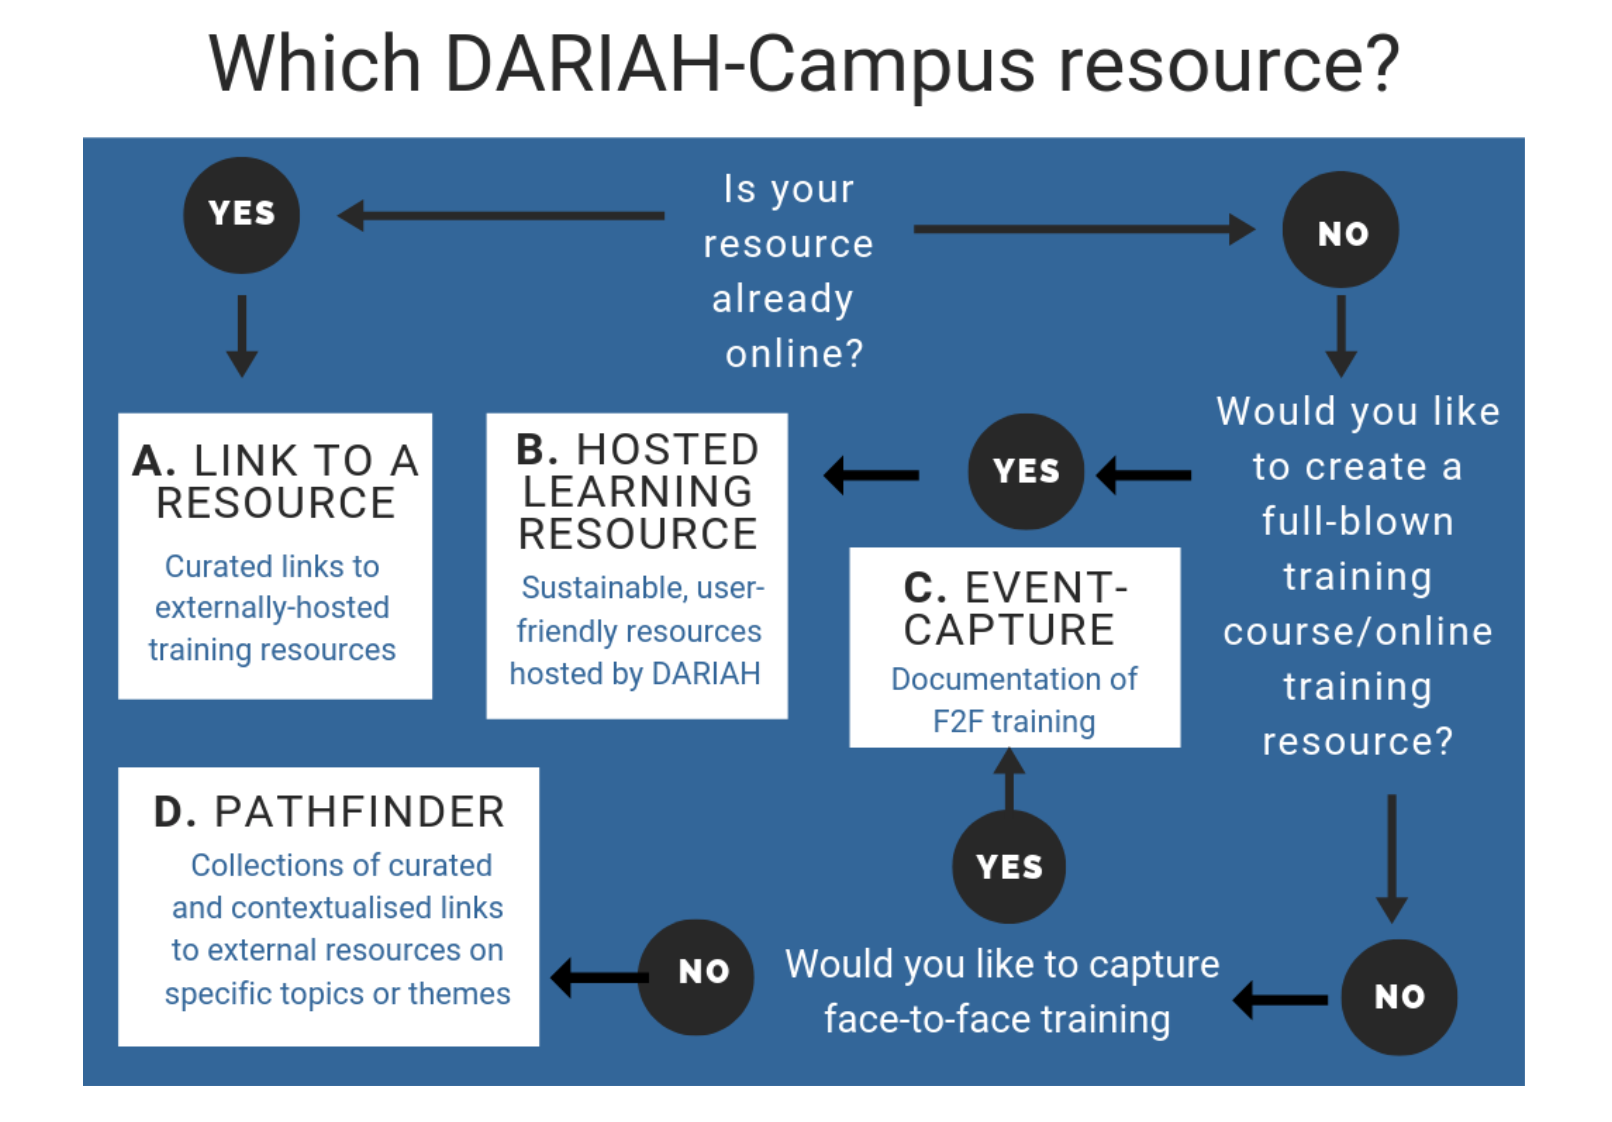 Which DARIAH-Campus resource?
YES
Is your
resource
already
online?
NO
A. LINK TO A
RESOURCE
Curated links to
externally-hosted
training resources
B. HOSTED
LEARNING
RESOURCE
Sustainable, user-
friendly resources
hosted by DARIAH
YES
Would you like
to create a
full-blown
training
course/online
training
resource?
C. EVENT-
CAPTURE
Documentation of
F2F training
YES
D. PATHFINDER
Collections of curated
and contextualised links
to external resources on
specific topics or themes
NO
Would you like to capture
face-to-face training
NO